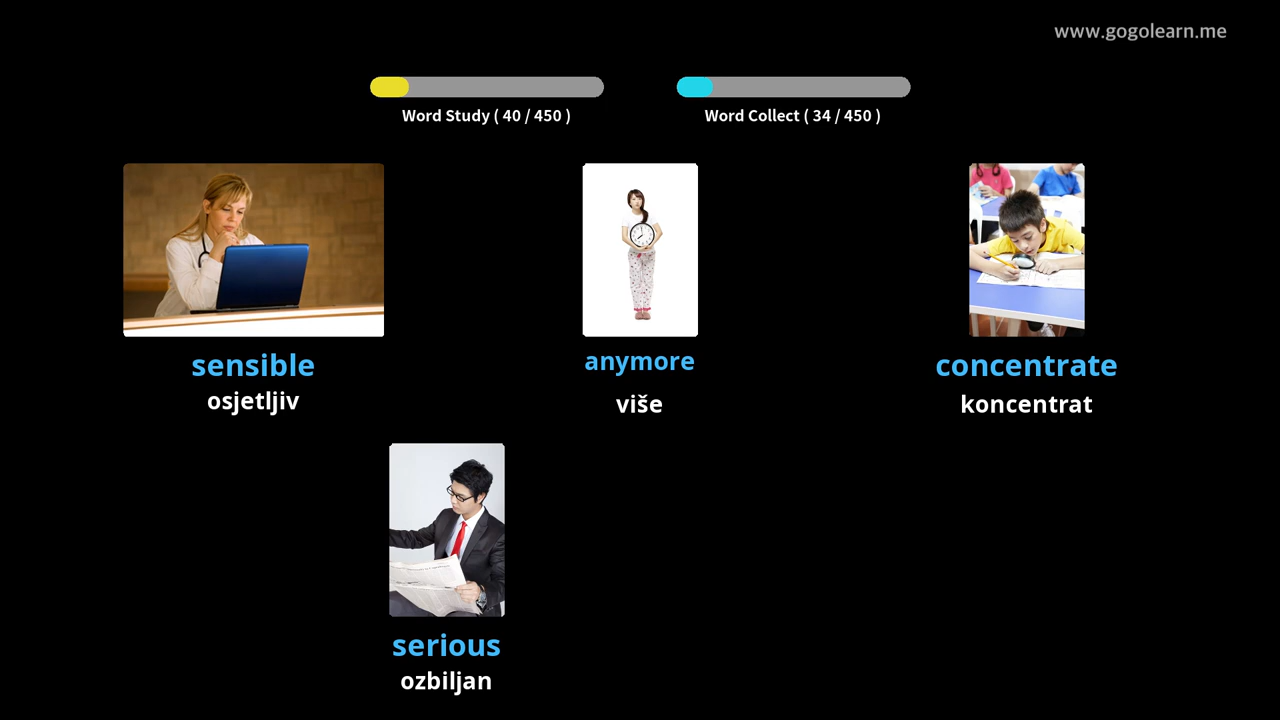 www.gogolearn.me
Word Study ( 40 / 450 )
Word Collect ( 34 / 450 )
sensible
osjetljiv
anymore
više
concentrate
koncentrat
serious
ozbiljan